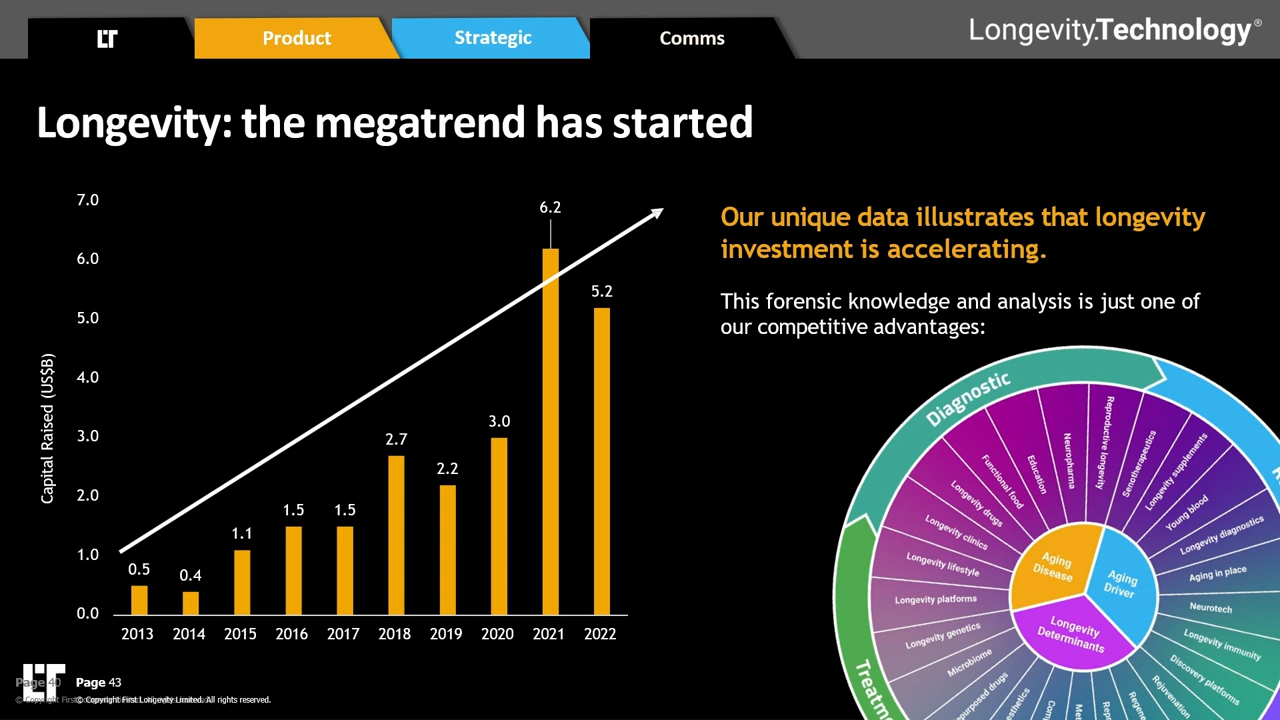 LT
Product
Strategic
Comms
Longevity.Technology®
Longevity: the megatrend has started
Capital Raised (US$B)
7.0
6.0
5.0
4.0
3.0
2.0
1.0
0.0
0.5
0.4
1.1
1.5
1.5
2.7
2.2
3.0
6.2
5.2
2013
2014
2015
2016
2017
2018
2019
2020
2021
2022
Our unique data illustrates that longevity
investment is accelerating.
This forensic knowledge and analysis is just one of
our competitive advantages:
Diagnostic
Longevity genetics
Longevity platforms
Longevity lifestyle
Longevity clinics
Longevity drugs
Functional food
Education
Neuropharma
Reproductive longevity
Senotherapeutics
Longevity supplements
Young blood
Longevity diagnostics
Aging in place
Neurotech
Longevity immunity
Discovery platforms
Microbiome
Aging
Disease
Aging
Driver
Longevity
Determinants
LT
Page 40
Page 43
© Copyright First Longevity Limited. All rights reserved.